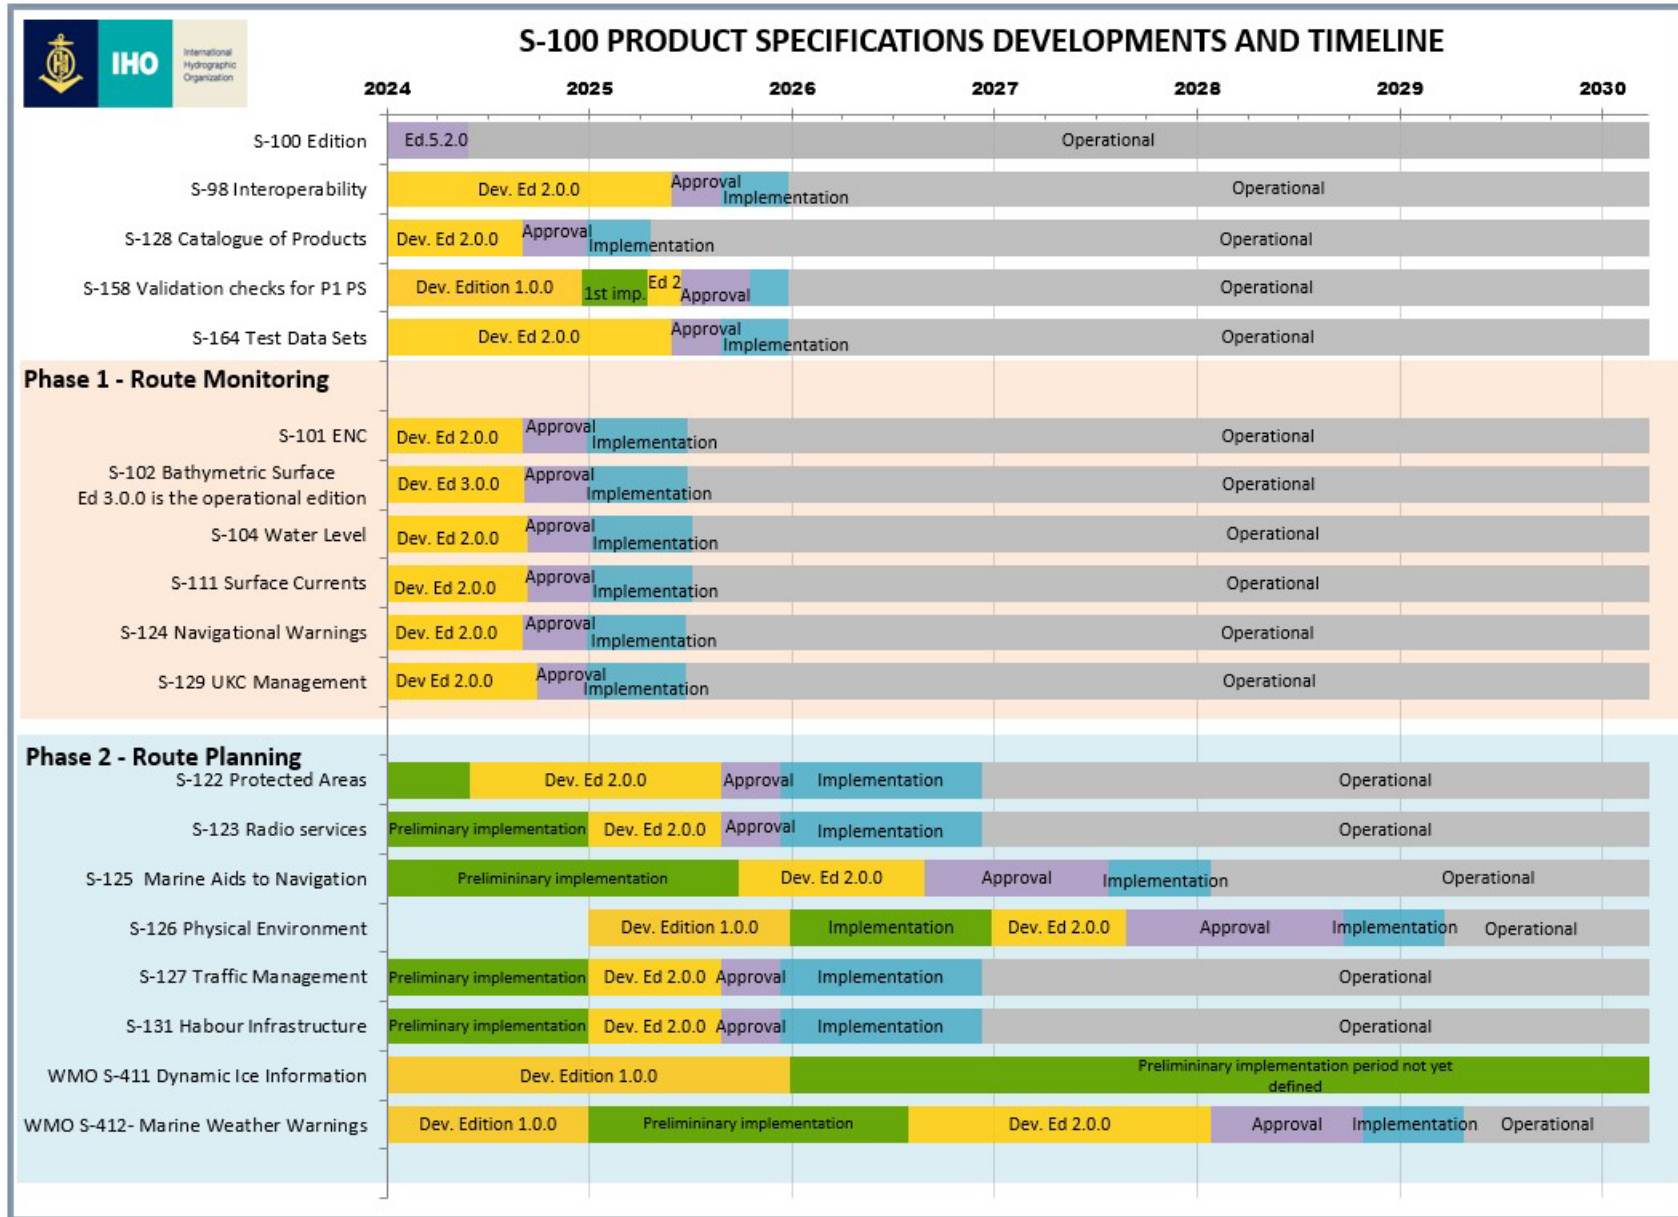 IHO
International
Hydrographic
Organization
S-100 PRODUCT SPECIFICATIONS DEVELOPMENTS AND TIMELINE
2024 2025 2026 2027 2028 2029 2030
S-100 Edition Ed.5.2.0 Operational
S-98 Interoperability Dev. Ed 2.0.0 Approval Implementation Operational
S-128 Catalogue of Products Dev. Ed 2.0.0 Approval Implementation Operational
S-158 Validation checks for P1 PS Dev. Edition 1.0.0 1st imp. Ed 2 Approval Operational
S-164 Test Data Sets Dev. Ed 2.0.0 Approval Implementation Operational
Phase 1 - Route Monitoring
S-101 ENC Dev. Ed 2.0.0 Approval Implementation Operational
S-102 Bathymetric Surface
Ed 3.0.0 is the operational edition Dev. Ed 3.0.0 Approval Implementation Operational
S-104 Water Level Dev. Ed 2.0.0 Approval Implementation Operational
S-111 Surface Currents Dev. Ed 2.0.0 Approval Implementation Operational
S-124 Navigational Warnings Dev. Ed 2.0.0 Approval Implementation Operational
S-129 UKC Management Dev Ed 2.0.0 Approval Implementation Operational
Phase 2 - Route Planning
S-122 Protected Areas Dev. Ed 2.0.0 Approval Implementation Operational
S-123 Radio services Preliminary implementation Dev. Ed 2.0.0 Approval Implementation Operational
S-125 Marine Aids to Navigation Prelimininary implementation Dev. Ed 2.0.0 Approval Implementation Operational
S-126 Physical Environment Dev. Edition 1.0.0 Implementation Dev. Ed 2.0.0 Approval Implementation Operational
S-127 Traffic Management Preliminary implementation Dev. Ed 2.0.0 Approval Implementation Operational
S-131 Habour Infrastructure Preliminary implementation Dev. Ed 2.0.0 Approval Implementation Operational
WMO S-411 Dynamic Ice Information Dev. Edition 1.0.0 Prelimininary implementation period not yet
defined
WMO S-412- Marine Weather Warnings Dev. Edition 1.0.0 Prelimininary implementation Dev. Ed 2.0.0 Approval Implementation Operational